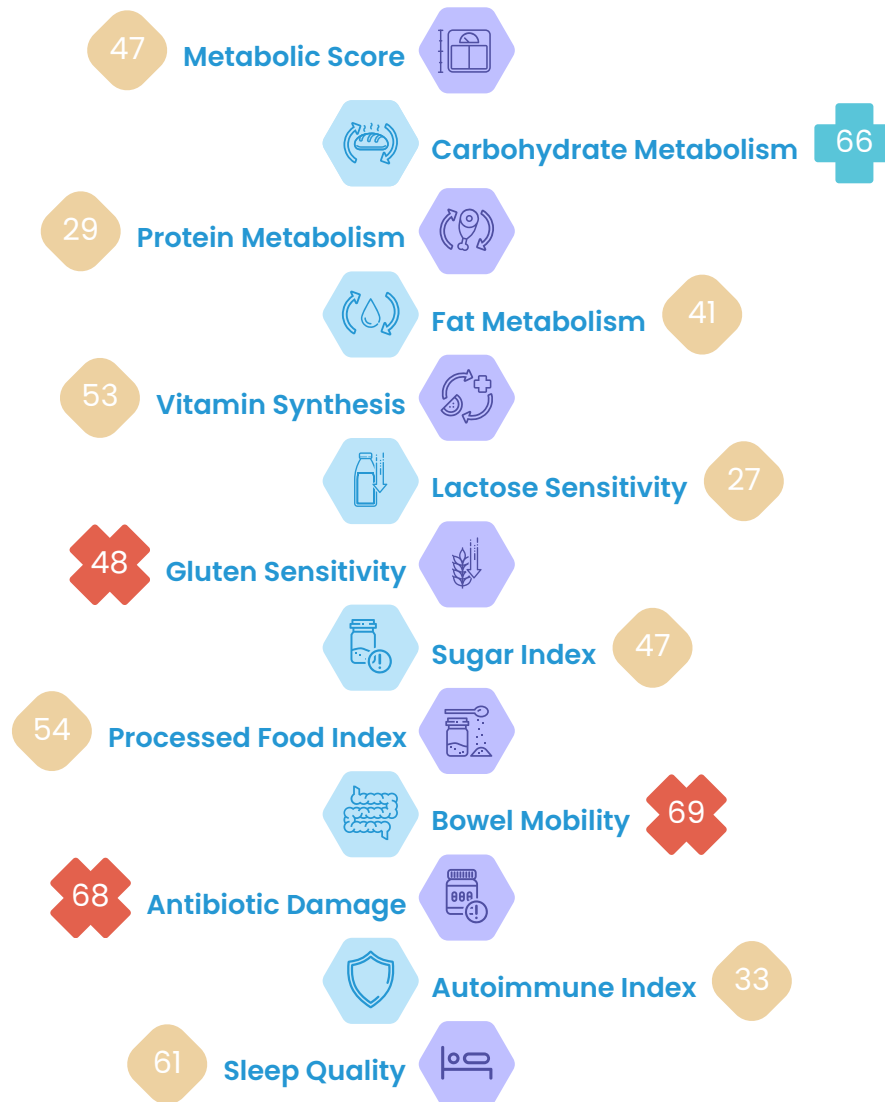 47 Metabolic Score
Carbohydrate Metabolism 66
29 Protein Metabolism
Fat Metabolism 41
53 Vitamin Synthesis
Lactose Sensitivity 27
48 Gluten Sensitivity
Sugar Index 47
54 Processed Food Index
Bowel Mobility 69
68 Antibiotic Damage
Autoimmune Index 33
61 Sleep Quality